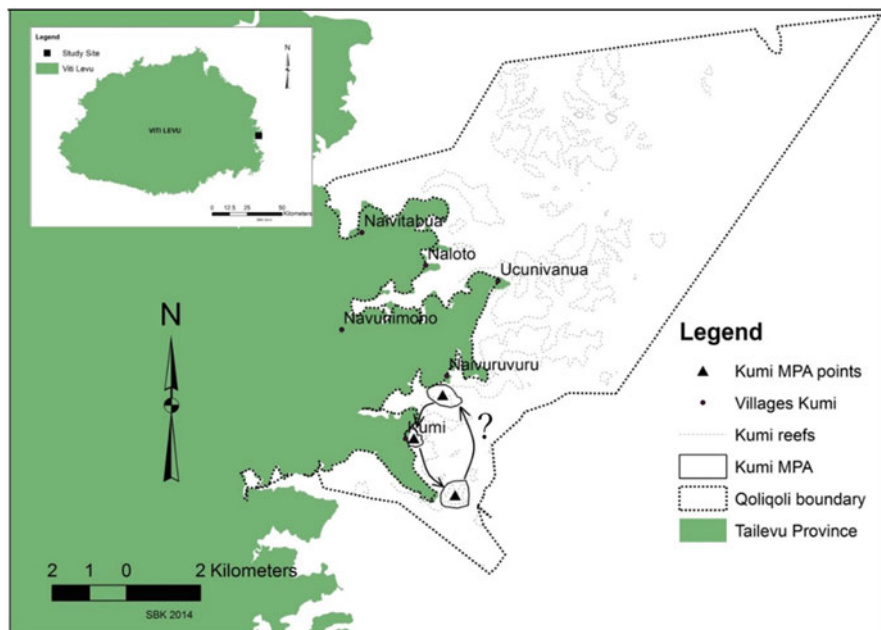 Legend
Study Site
Viti Levu
N
VITI LEVU
0 12.5 25 50
Kilometers
Naivitabua
Naloto
Ucunivanua
Navunimono
Naivuruvuru
Kumi
?
N
2 1 0 2 Kilometers
SBK 2014
Legend
Kumi MPA points
Villages Kumi
Kumi reefs
Kumi MPA
Qoliqoli boundary
Tailevu Province